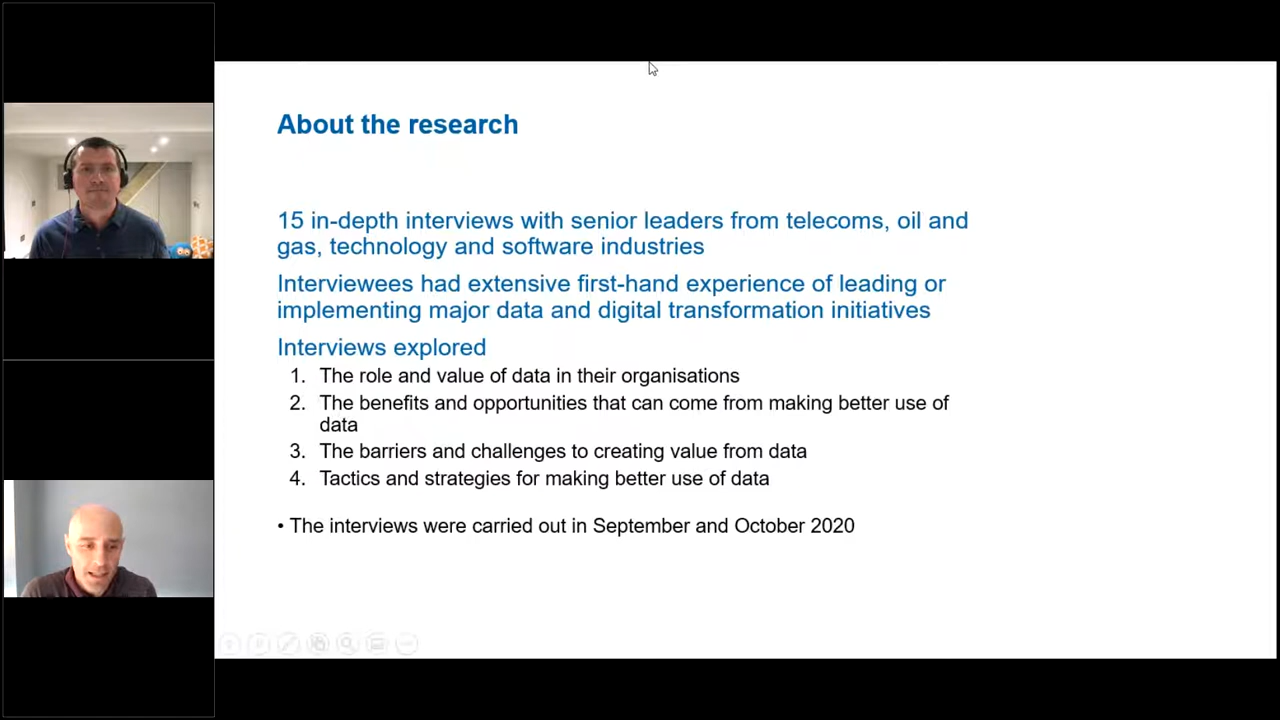 About the research
15 in-depth interviews with senior leaders from telecoms, oil and
gas, technology and software industries
Interviewees had extensive first-hand experience of leading or
implementing major data and digital transformation initiatives
Interviews explored
1. The role and value of data in their organisations
2. The benefits and opportunities that can come from making better use of
data
3. The barriers and challenges to creating value from data
4. Tactics and strategies for making better use of data
• The interviews were carried out in September and October 2020